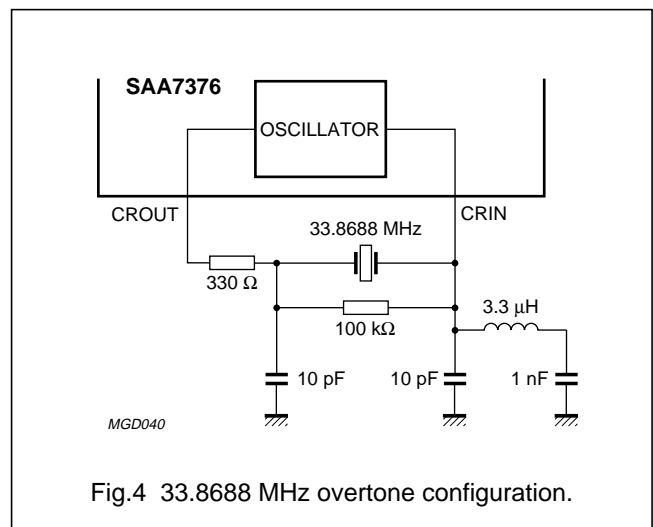 SAA7376
OSCILLATOR
CROUT
CRIN
33.8688 MHz
330 Ω
3.3 µH
100 kΩ
10 pF
10 pF
1 nF
MGD040
Fig.4 33.8688 MHz overtone configuration.